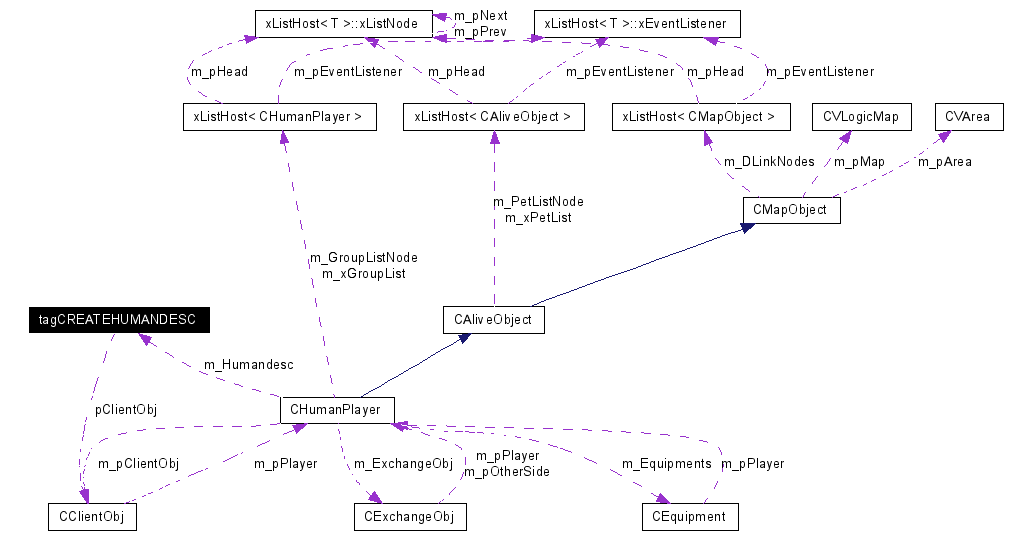 xListHost< T >::xListNode
m_pNext
m_pPrev
xListHost< T >::xEventListener
m_pHead
m_pEventListener
m_pHead
m_pEventListener
m_pHead
m_pEventListener
xListHost< CHumanPlayer >
xListHost< CAliveObject >
xListHost< CMapObject >
CVLogicMap
CVArea
m_DLinkNodes
m_pMap
m_pArea
m_PetListNode
m_xPetList
CMapObject
m_GroupListNode
m_xGroupList
tagCREATEHUMANDESC
CAliveObject
m_Humandesc
pClientObj
CHumanPlayer
m_pClientObj
m_pPlayer
m_ExchangeObj
m_pPlayer
m_pOtherSide
m_Equipments
m_pPlayer
CClientObj
CExchangeObj
CEquipment